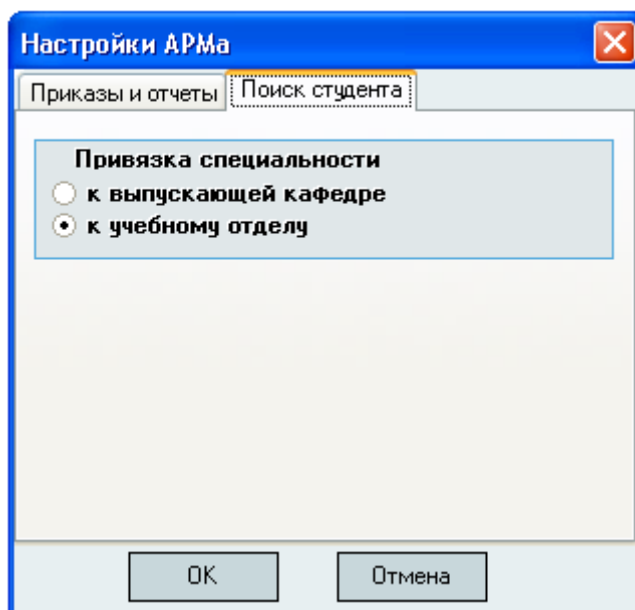 Настройки АРМа
Приказы и отчеты Поиск студента
Привязка специальности
к выпускающей кафедре
к учебному отделу
OK Отмена